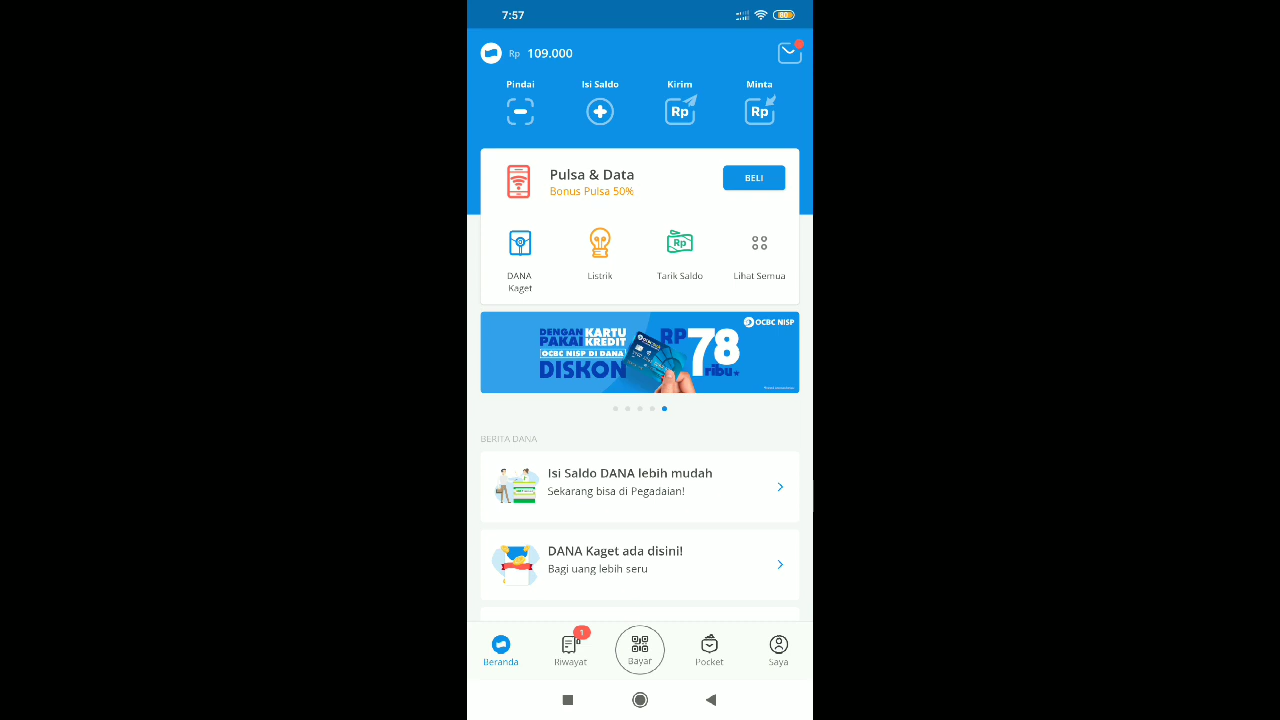 7:57
80
Rp 109.000
Pindai
Isi Saldo
Kirim
Minta
Rp
Rp
Pulsa & Data
Bonus Pulsa 50%
BELI
Rp
DANA
Kaget
Listrik
Tarik Saldo
Lihat Semua
OCBC NISP
DENGAN KARTU
PAKAI KREDIT
OCBC NISP DI DANA
DISKON
RP 78
ribu
BERITA DANA
Isi Saldo DANA lebih mudah
Sekarang bisa di Pegadaian!
DANA Kaget ada disini!
Bagi uang lebih seru
1
Beranda
Riwayat
Bayar
Pocket
Saya